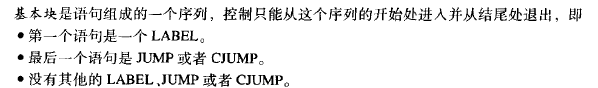 基本块是语句组成的一个序列，控制只能从这个序列的开始处进入并从结尾处退出，即
●第一个语句是一个 LABEL。
●最后一个语句是 JUMP 或者 CJUMP。
●没有其他的 LABEL、JUMP 或者 CJUMP。